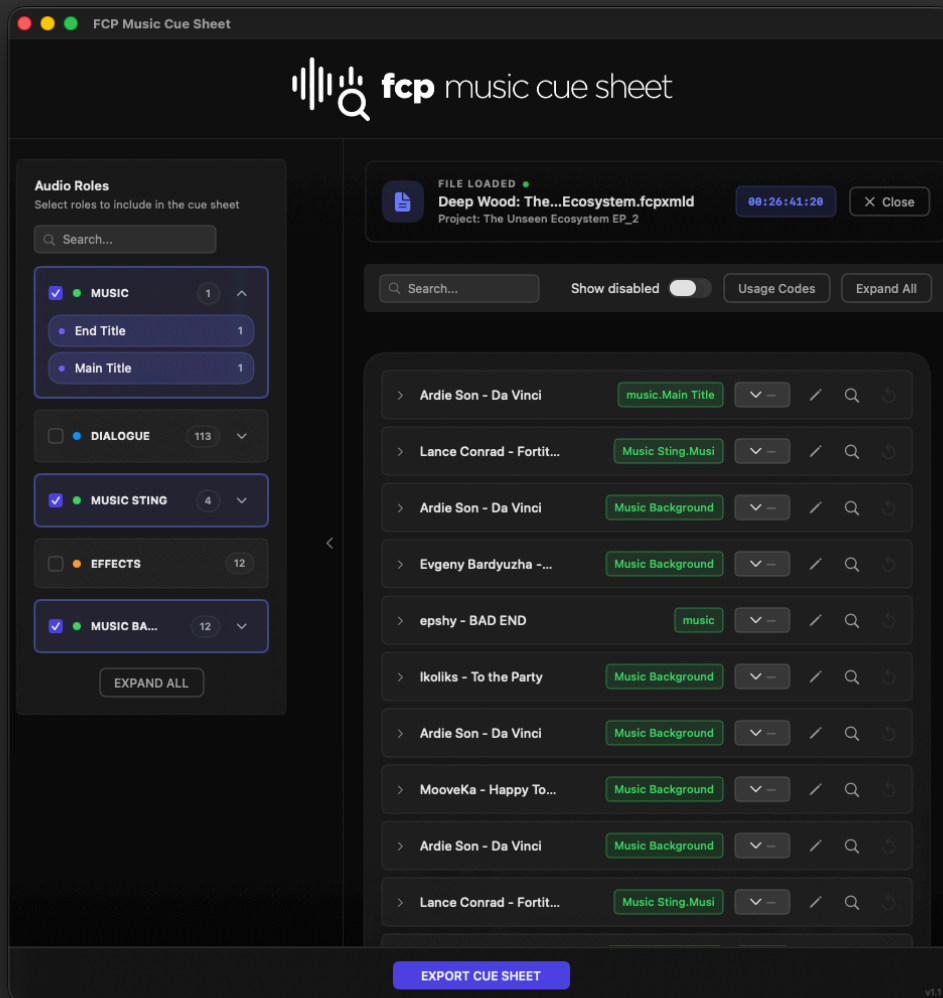 FCP Music Cue Sheet
fcp music cue sheet
Audio Roles
Select roles to include in the cue sheet
Search...
MUSIC 1
End Title 1
Main Title 1
DIALOGUE 113
MUSIC STING 4
EFFECTS 12
MUSIC BA... 12
EXPAND ALL
FILE LOADED
Deep Wood: The...Ecosystem.fcpxmld
Project: The Unseen Ecosystem EP_2
00:26:41:20
Close
Search...
Show disabled
Usage Codes
Expand All
Ardie Son - Da Vinci music.Main Title –
Lance Conrad - Fortit... Music Sting.Musi –
Ardie Son - Da Vinci Music Background –
Evgeny Bardyuzha -... Music Background –
epshy - BAD END music –
Ikoliks - To the Party Music Background –
Ardie Son - Da Vinci Music Background –
MooveKa - Happy To... Music Background –
Ardie Son - Da Vinci Music Background –
Lance Conrad - Fortit... Music Sting.Musi –
EXPORT CUE SHEET